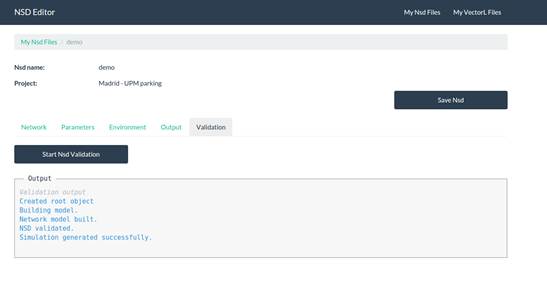 NSD Editor
My Nsd Files My VectorL Files
My Nsd Files / demo
Nsd name: demo
Project: Madrid - UPM parking
Save Nsd
Network Parameters Environment Output Validation
Start Nsd Validation
Output
Validation output
Created root object
Building model.
Network model built.
NSD validated.
Simulation generated successfully.